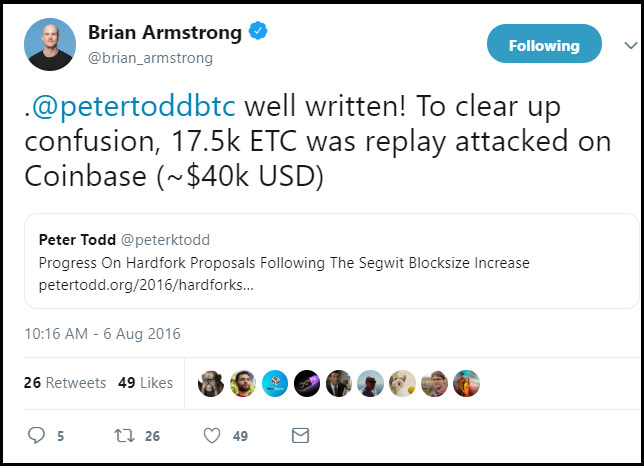 Brian Armstrong
@brian_armstrong
Following
.@petertoddbtc well written! To clear up
confusion, 17.5k ETC was replay attacked on
Coinbase (~$40k USD)
Peter Todd @peterktodd
Progress On Hardfork Proposals Following The Segwit Blocksize Increase
petertodd.org/2016/hardforks...
10:16 AM - 6 Aug 2016
26 Retweets 49 Likes
5 26 49